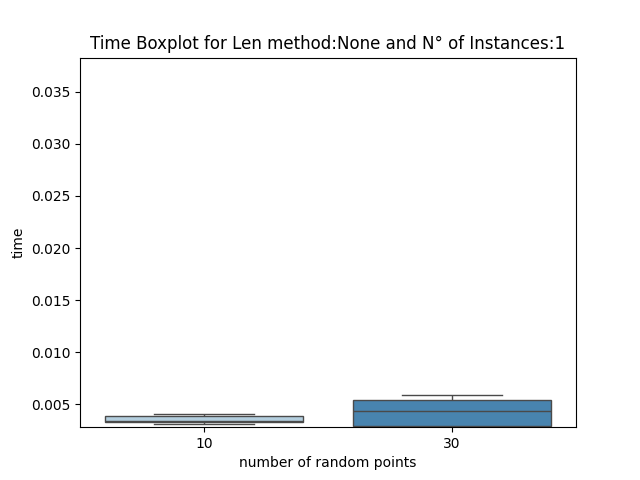 Time Boxplot for Len method:None and N° of Instances:1
0.035
0.030
0.025
0.020
0.015
0.010
0.005
time
10 30
number of random points